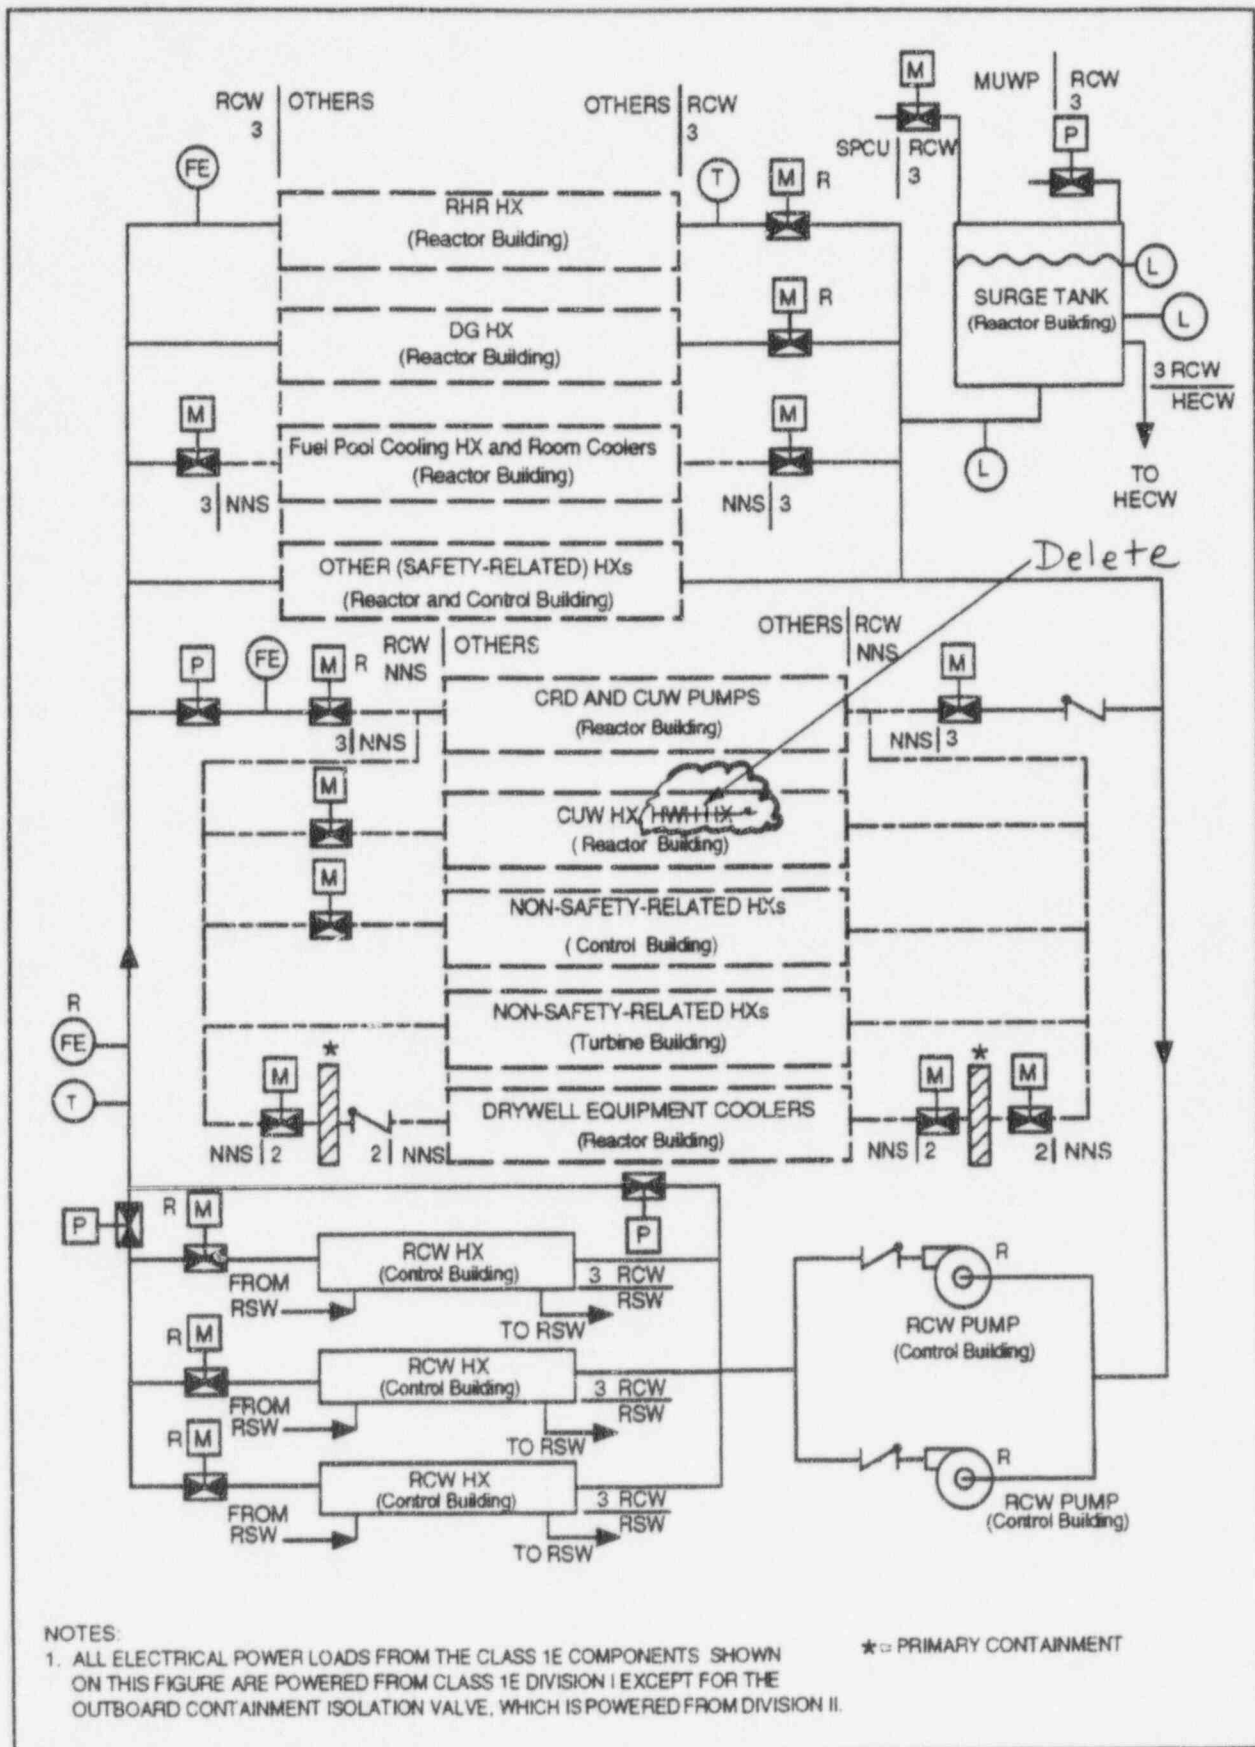 RCW | OTHERS
3
OTHERS | RCW
3
M
MUWP | RCW
3
P
SPCU | RCW
3
FE
T
M R
RHR HX
(Reactor Building)
L
SURGE TANK
(Reactor Building)
L
M R
DG HX
(Reactor Building)
3 RCW
HECW
M
M
Fuel Pool Cooling HX and Room Coolers
(Reactor Building)
L
TO
HECW
3 | NNS
NNS | 3
Delete
OTHER (SAFETY-RELATED) HXs
(Reactor and Control Building)
RCW | OTHERS
NNS
OTHERS | RCW
NNS
P
FE
M R
M
CRD AND CUW PUMPS
(Reactor Building)
3 | NNS
NNS | 3
M
CUW HX, HWH HX
(Reactor Building)
M
NON-SAFETY-RELATED HXs
(Control Building)
R
FE
NON-SAFETY-RELATED HXs
(Turbine Building)
T
M
*
M
*
M
DRYWELL EQUIPMENT COOLERS
(Reactor Building)
NNS | 2
2 | NNS
NNS | 2
2 | NNS
P
R M
P
RCW HX
(Control Building)
FROM
RSW
3 RCW
RSW
TO RSW
R
RCW PUMP
(Control Building)
R M
RCW HX
(Control Building)
FROM
RSW
3 RCW
RSW
TO RSW
R M
RCW HX
(Control Building)
FROM
RSW
3 RCW
RSW
TO RSW
R
RCW PUMP
(Control Building)
NOTES:
1. ALL ELECTRICAL POWER LOADS FROM THE CLASS 1E COMPONENTS SHOWN
ON THIS FIGURE ARE POWERED FROM CLASS 1E DIVISION I EXCEPT FOR THE
OUTBOARD CONTAINMENT ISOLATION VALVE, WHICH IS POWERED FROM DIVISION II.
* = PRIMARY CONTAINMENT